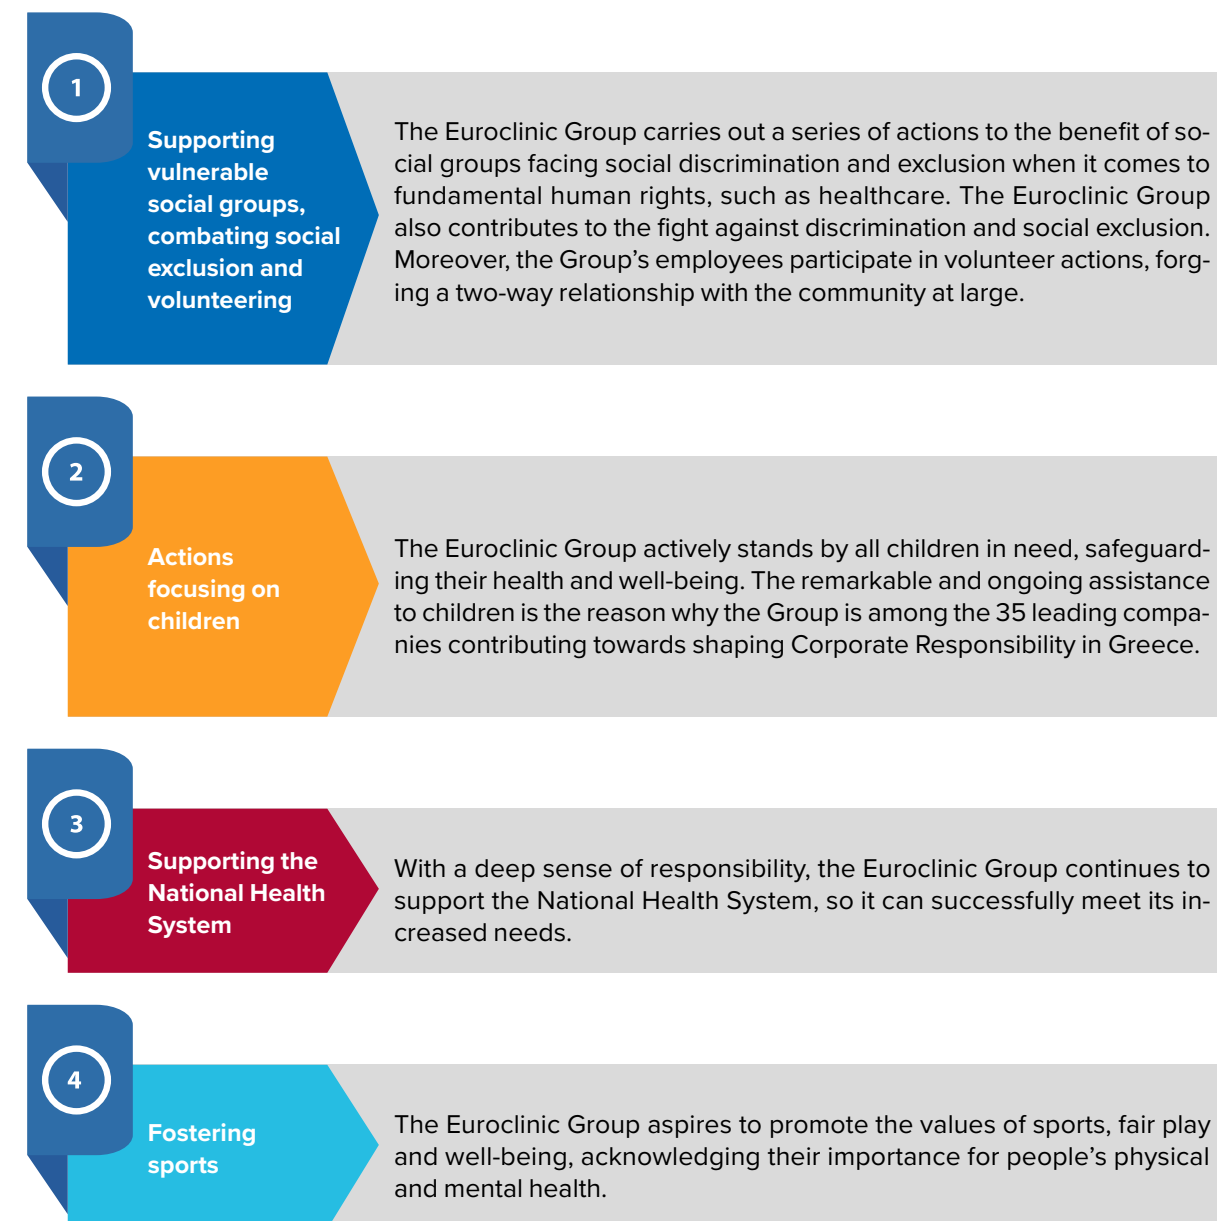 1
Supporting
vulnerable
social groups,
combating social
exclusion and
volunteering
The Euroclinic Group carries out a series of actions to the benefit of so-
cial groups facing social discrimination and exclusion when it comes to
fundamental human rights, such as healthcare. The Euroclinic Group
also contributes to the fight against discrimination and social exclusion.
Moreover, the Group’s employees participate in volunteer actions, forg-
ing a two-way relationship with the community at large.
2
Actions
focusing on
children
The Euroclinic Group actively stands by all children in need, safeguard-
ing their health and well-being. The remarkable and ongoing assistance
to children is the reason why the Group is among the 35 leading compa-
nies contributing towards shaping Corporate Responsibility in Greece.
3
Supporting the
National Health
System
With a deep sense of responsibility, the Euroclinic Group continues to
support the National Health System, so it can successfully meet its in-
creased needs.
4
Fostering
sports
The Euroclinic Group aspires to promote the values of sports, fair play
and well-being, acknowledging their importance for people’s physical
and mental health.